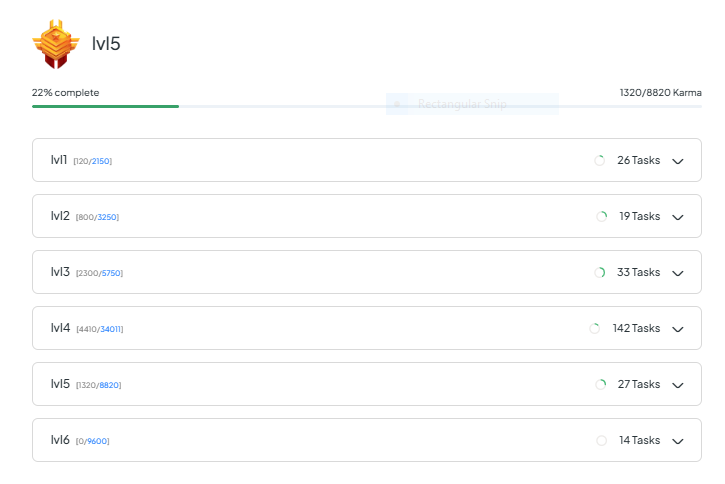 lvl5
22% complete 1320/8820 Karma
Rectangular Snip
lvl1 [120/2150] 26 Tasks
lvl2 [800/3250] 19 Tasks
lvl3 [2300/5750] 33 Tasks
lvl4 [4410/34011] 142 Tasks
lvl5 [1320/8820] 27 Tasks
lvl6 [0/9600] 14 Tasks